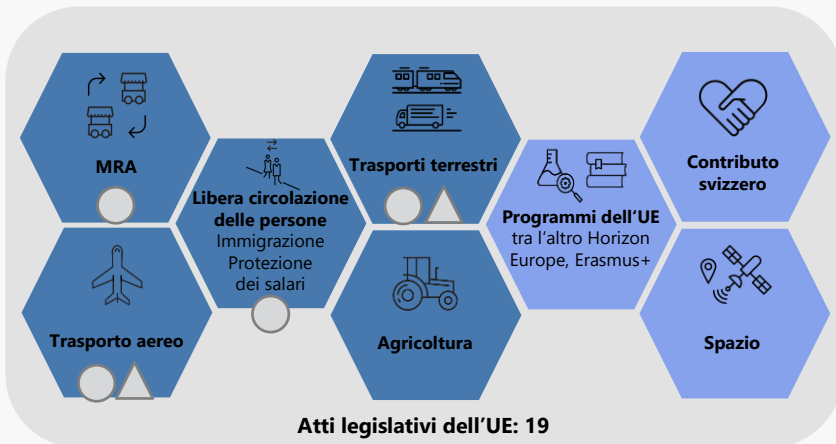 MRA
Libera circolazione
delle persone
Immigrazione
Protezione
dei salari
Trasporti terrestri
Programmi dell'UE
tra l'altro Horizon
Europe, Erasmus+
Contributo
svizzero
Trasporto aereo
Agricoltura
Spazio
Atti legislativi dell'UE: 19